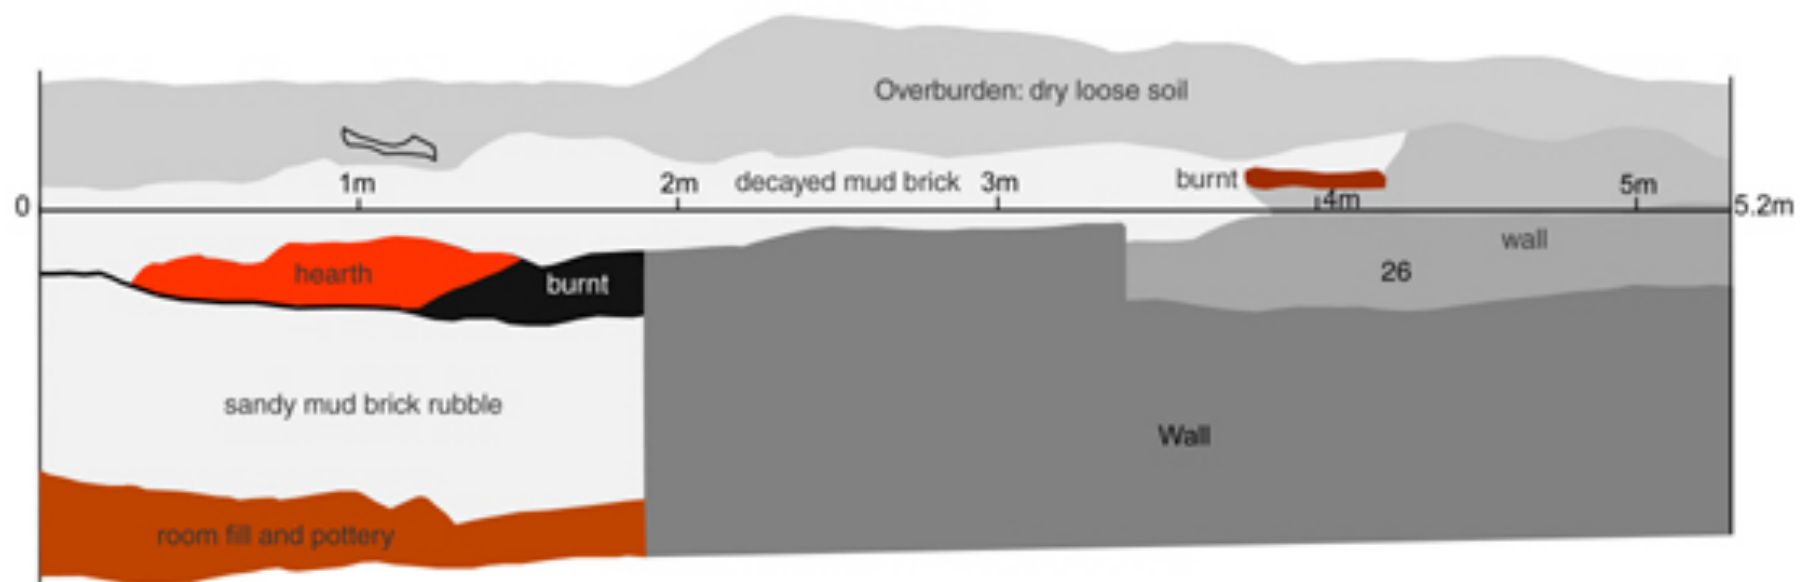 Overburden: dry loose soil
1m
2m
decayed mud brick
3m
burnt
4m
5m
0
5.2m
wall
hearth
burnt
26
sandy mud brick rubble
Wall
room fill and pottery